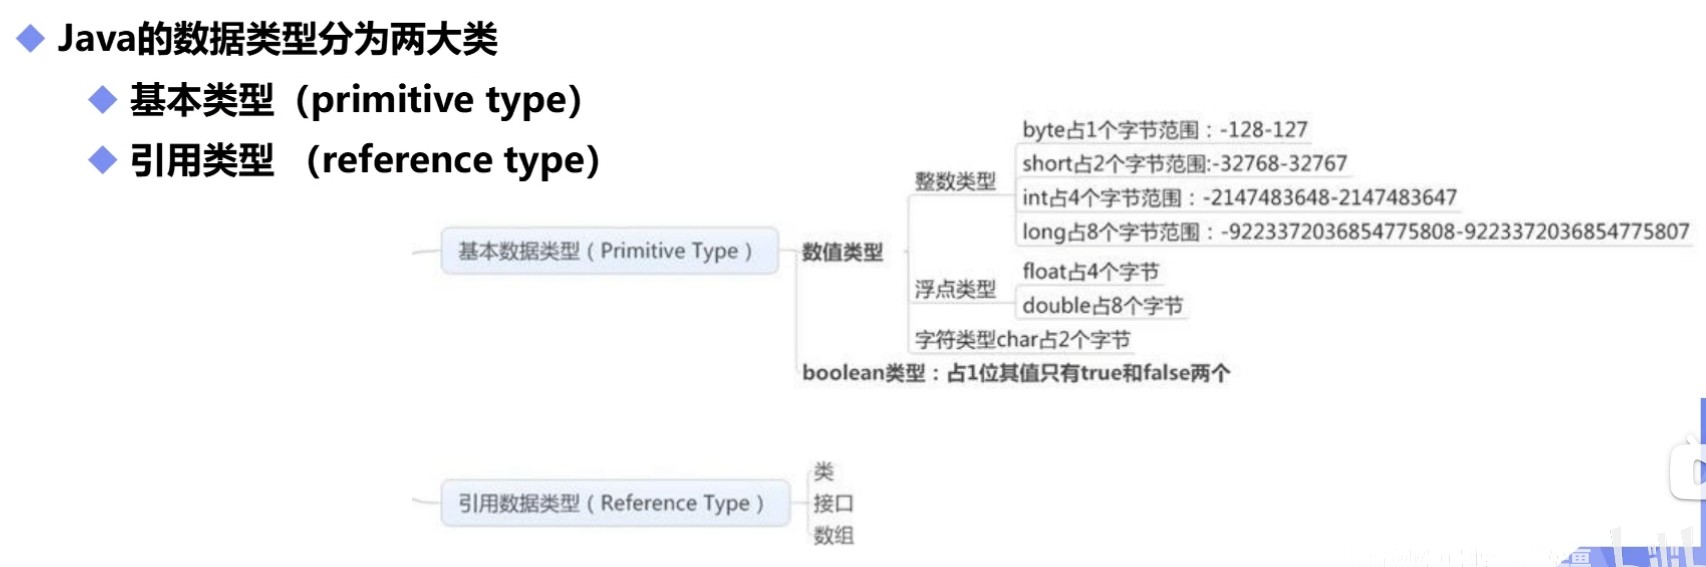 Java的数据类型分为两大类
基本类型（primitive type）
引用类型 （reference type）
byte占1个字节范围：-128-127
short占2个字节范围:-32768-32767
整数类型
int占4个字节范围：-2147483648-2147483647
long占8个字节范围：-9223372036854775808-9223372036854775807
基本数据类型（Primitive Type）
数值类型
float占4个字节
浮点类型
double占8个字节
字符类型char占2个字节
boolean类型：占1位其值只有true和false两个
类
引用数据类型（Reference Type）
接口
数组